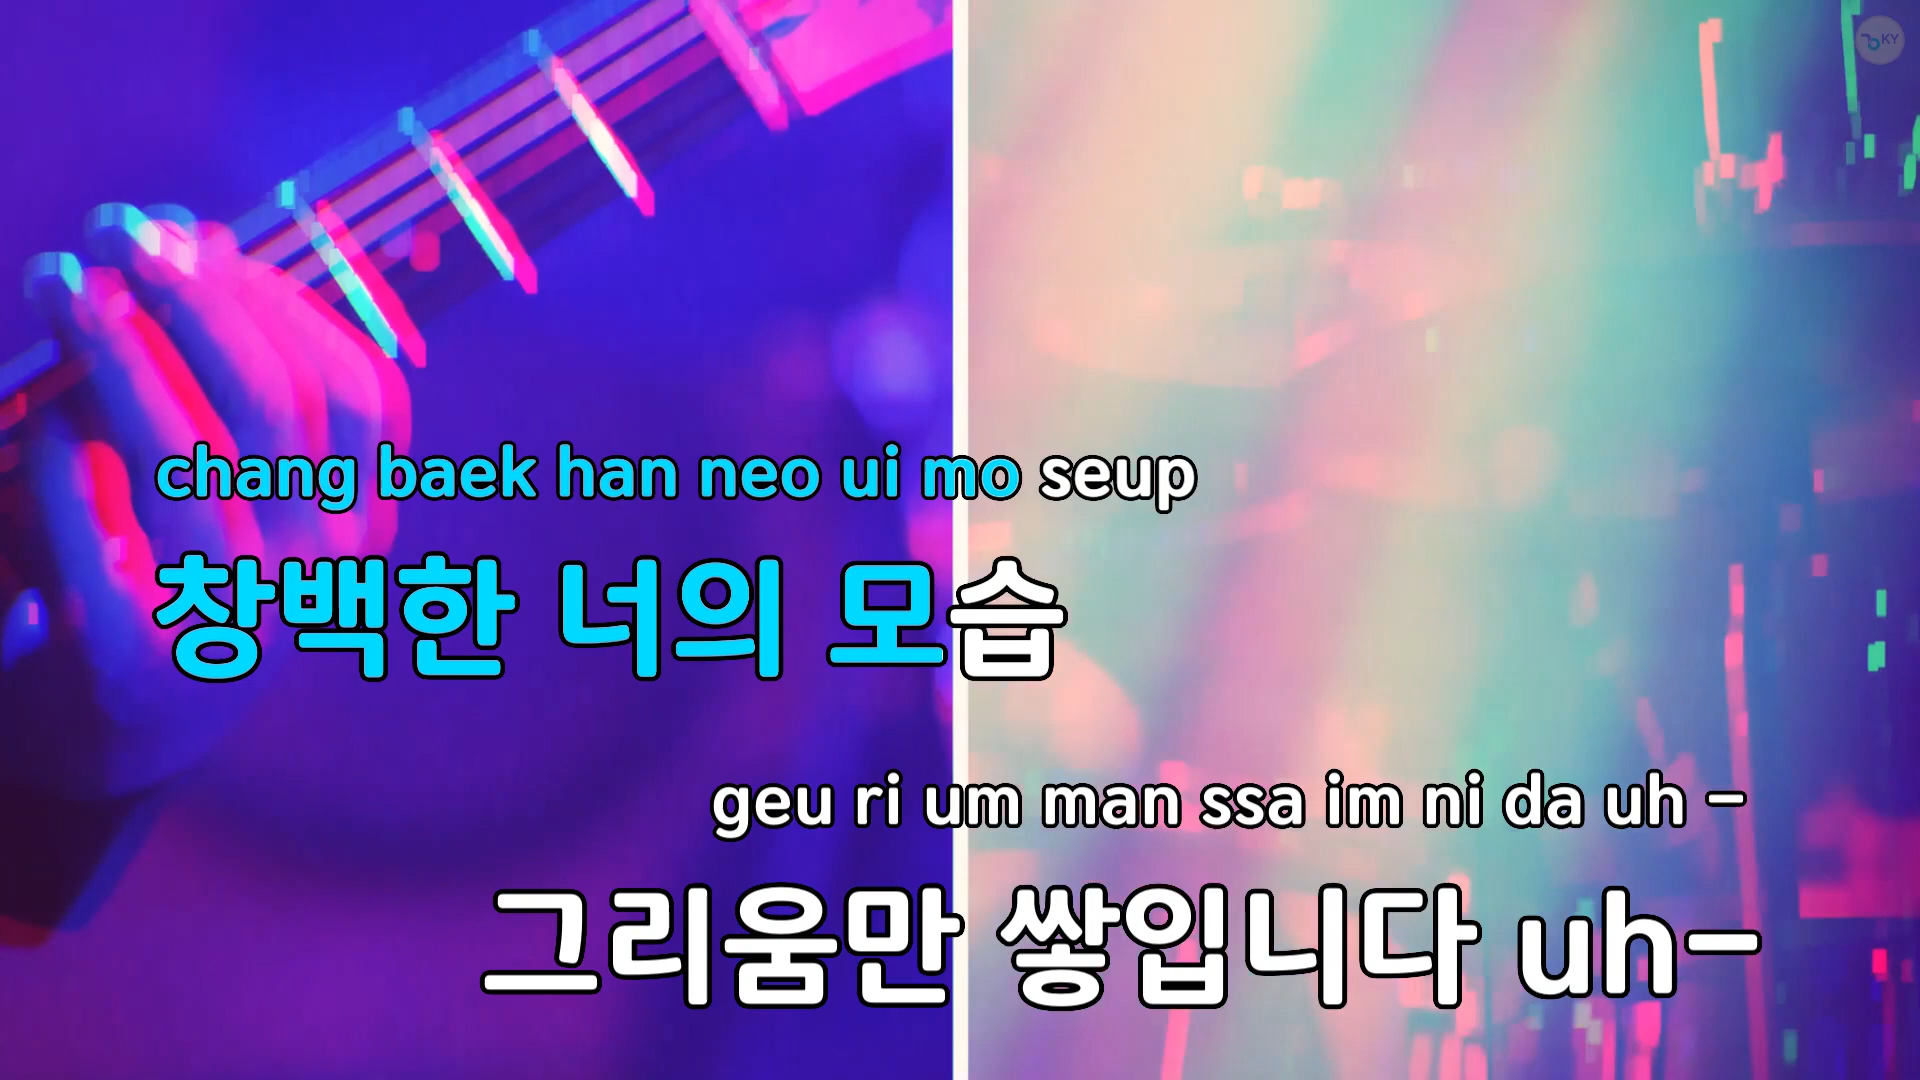 KY
chang baek han neo ui mo seup
창백한 너의 모습
geu ri um man ssa im ni da uh -
그리움만 쌓입니다 uh-